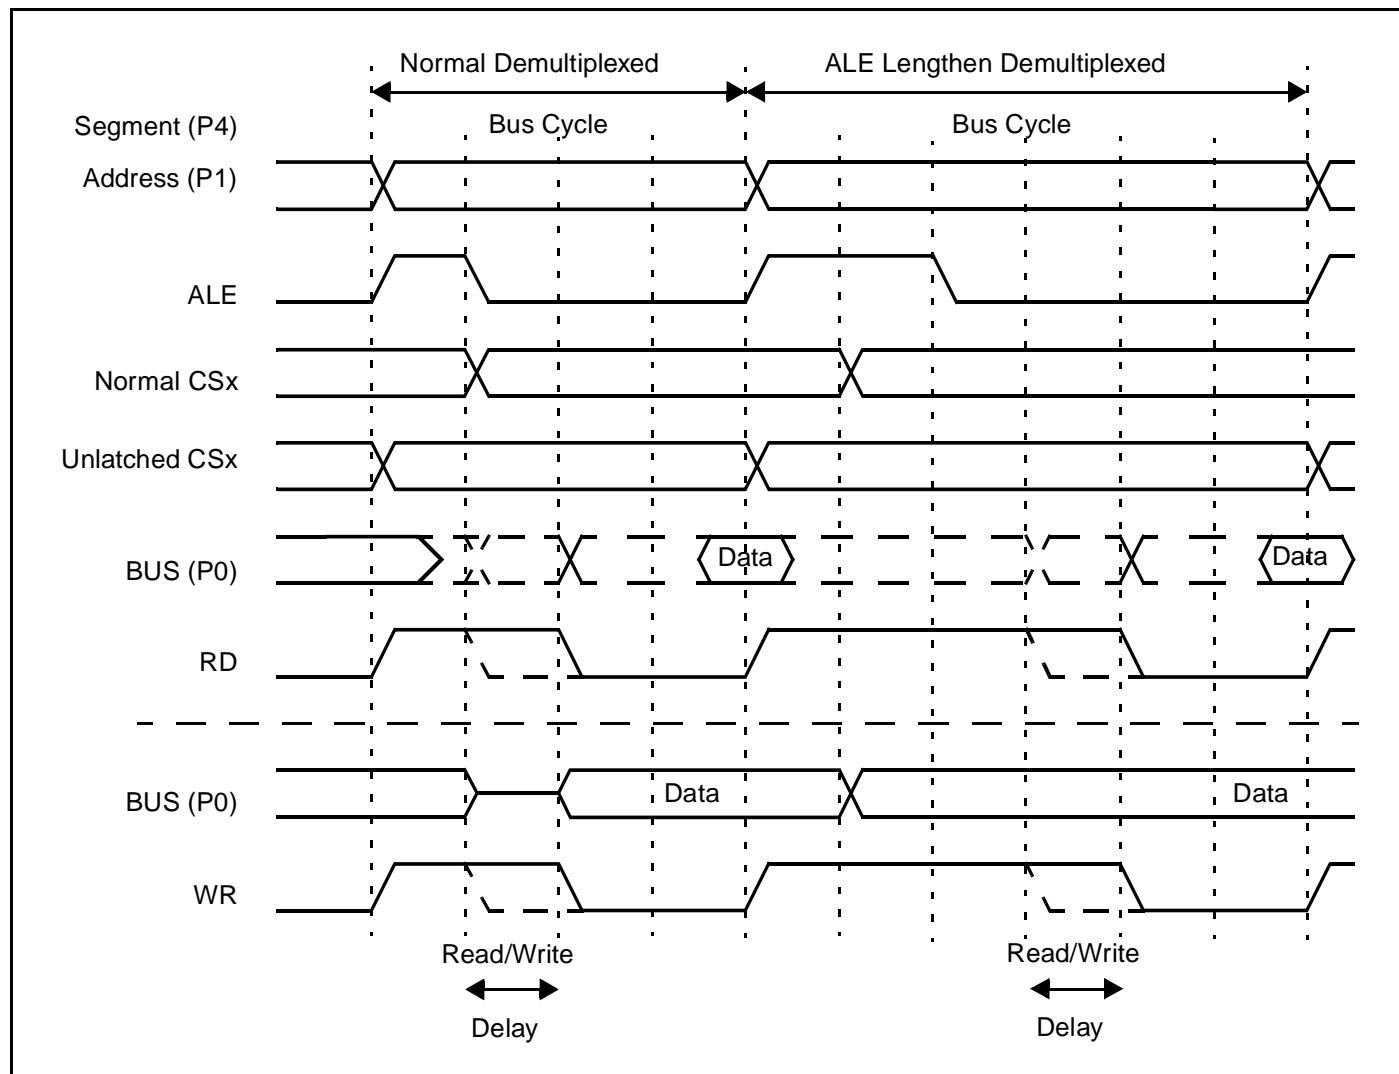 Normal Demultiplexed
ALE Lengthen Demultiplexed
Segment (P4)
Bus Cycle
Bus Cycle
Address (P1)
ALE
Normal CSx
Unlatched CSx
BUS (P0)
Data
Data
RD
BUS (P0)
Data
Data
WR
Read/Write
Read/Write
Delay
Delay